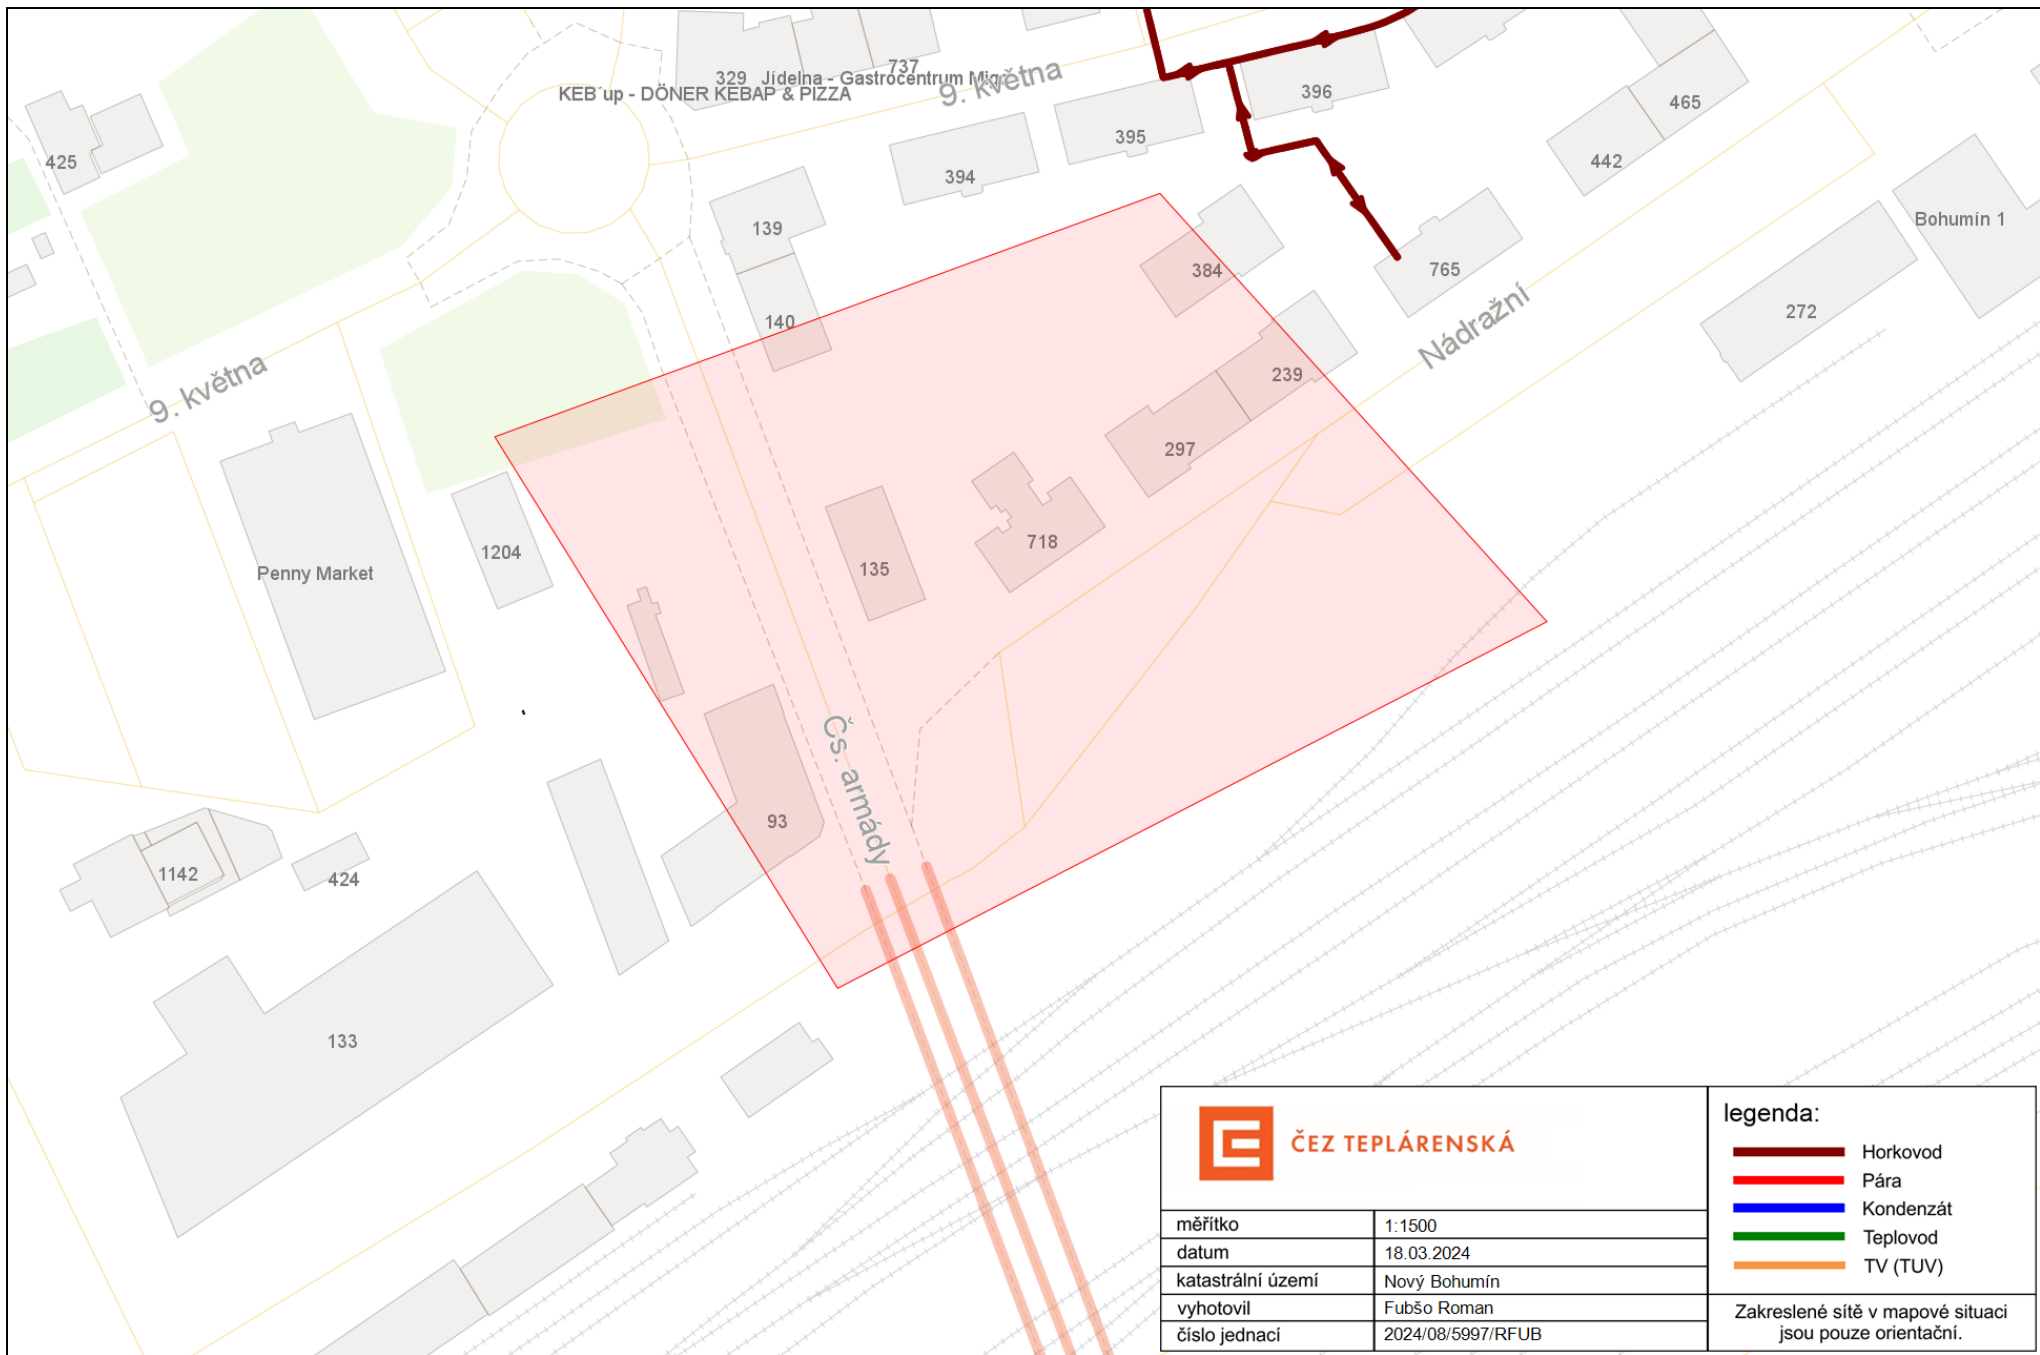 329
Jídelna - Gastrocentrum
737
KEB´up - DÖNER KEBAP & PIZZA
9. května
396
465
395
425
442
394
139
Bohumín 1
384
765
272
140
Nádražní
239
9. května
297
Penny Market
1204
718
135
Čs. armády
93
1142
424
133
ČEZ TEPLÁRENSKÁ
měřítko 1:1500
datum 18.03.2024
katastrální území Nový Bohumín
vyhotovil Fubšo Roman
číslo jednací 2024/08/5997/RFUB
legenda:
Horkovod
Pára
Kondenzát
Teplovod
TV (TUV)
Zakreslené sítě v mapové situaci
jsou pouze orientační.